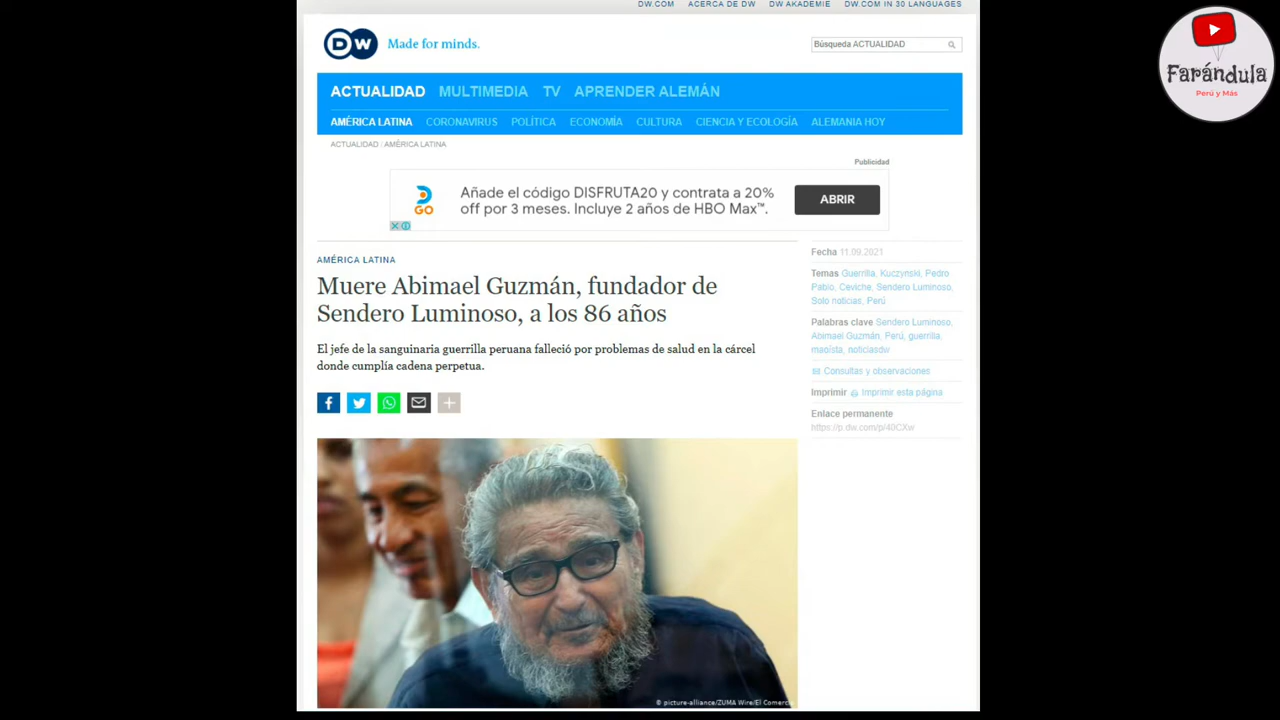 DW.COM ACERCA DE DW DW AKADEMIE DW.COM IN 30 LANGUAGES
DW Made for minds.
Búsqueda ACTUALIDAD
Farándula
Perú y Más
ACTUALIDAD MULTIMEDIA TV APRENDER ALEMÁN
AMÉRICA LATINA CORONAVIRUS POLÍTICA ECONOMÍA CULTURA CIENCIA Y ECOLOGÍA ALEMANIA HOY
ACTUALIDAD / AMÉRICA LATINA
Publicidad
GO
Añade el código DISFRUTA20 y contrata a 20%
off por 3 meses. Incluye 2 años de HBO Max™.
ABRIR
AMÉRICA LATINA
Muere Abimael Guzmán, fundador de
Sendero Luminoso, a los 86 años
El jefe de la sanguinaria guerrilla peruana falleció por problemas de salud en la cárcel
donde cumplía cadena perpetua.
Fecha 11.09.2021
Temas Guerrilla, Kuczynski, Pedro
Pablo, Ceviche, Sendero Luminoso,
Solo noticias, Perú
Palabras clave Sendero Luminoso,
Abimael Guzmán, Perú, guerrilla,
maoísta, noticiasdw
Consultas y observaciones
Imprimir Imprimir esta página
Enlace permanente
https://p.dw.com/p/40CXw
© picture-alliance/ZUMA Wire/El Comercio